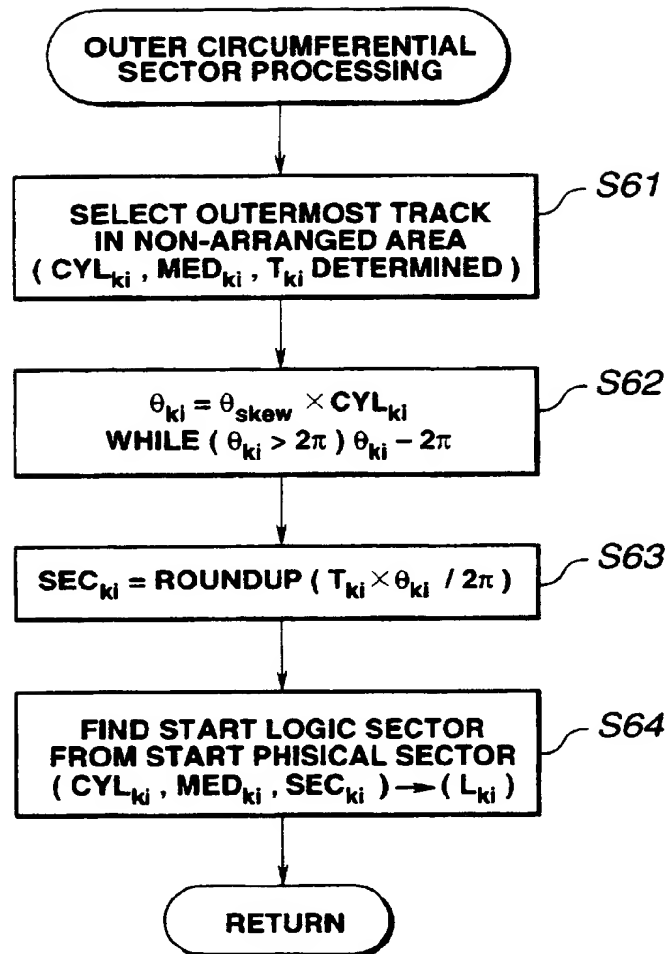 OUTER CIRCUMFERENTIAL
SECTOR PROCESSING
S61
SELECT OUTERMOST TRACK
IN NON-ARRANGED AREA
( CYLki , MEDki , Tki DETERMINED )
S62
θki = θskew × CYLki
WHILE ( θki > 2π ) θki − 2π
S63
SECki = ROUNDUP ( Tki × θki / 2π )
S64
FIND START LOGIC SECTOR
FROM START PHISICAL SECTOR
( CYLki , MEDki , SECki ) → ( Lki )
RETURN